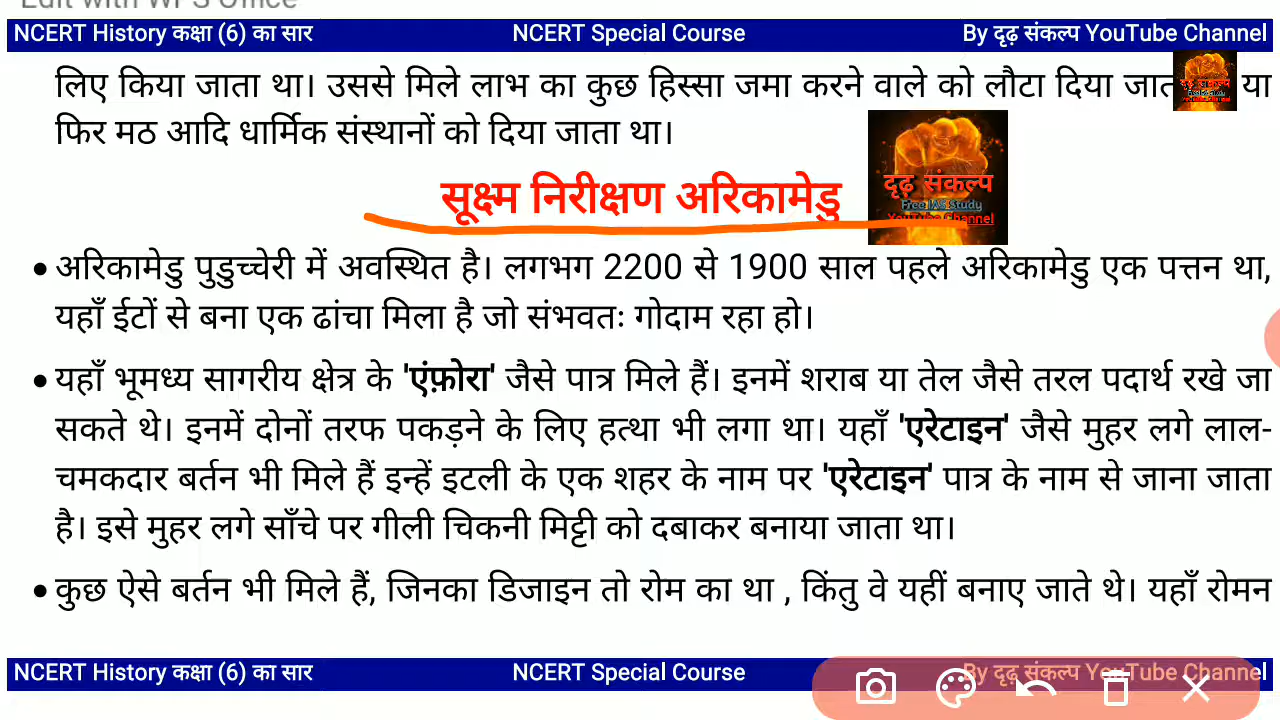 Edit with WPS Office
NCERT History कक्षा (6) का सार NCERT Special Course By दृढ़ संकल्प YouTube Channel
लिए किया जाता था। उससे मिले लाभ का कुछ हिस्सा जमा करने वाले को लौटा दिया जात या
फिर मठ आदि धार्मिक संस्थानों को दिया जाता था।
सूक्ष्म निरीक्षण अरिकामेडु
दृढ़ संकल्प
Free IAS Study
YouTube Channel
• अरिकामेडु पुडुच्चेरी में अवस्थित है। लगभग 2200 से 1900 साल पहले अरिकामेडु एक पत्तन था,
यहाँ ईटों से बना एक ढांचा मिला है जो संभवतः गोदाम रहा हो।
• यहाँ भूमध्य सागरीय क्षेत्र के 'एंफ़ोरा' जैसे पात्र मिले हैं। इनमें शराब या तेल जैसे तरल पदार्थ रखे जा
सकते थे। इनमें दोनों तरफ पकड़ने के लिए हत्था भी लगा था। यहाँ 'एरेटाइन' जैसे मुहर लगे लाल-
चमकदार बर्तन भी मिले हैं इन्हें इटली के एक शहर के नाम पर 'एरेटाइन' पात्र के नाम से जाना जाता
है। इसे मुहर लगे साँचे पर गीली चिकनी मिट्टी को दबाकर बनाया जाता था।
• कुछ ऐसे बर्तन भी मिले हैं, जिनका डिजाइन तो रोम का था , किंतु वे यहीं बनाए जाते थे। यहाँ रोमन
NCERT History कक्षा (6) का सार NCERT Special Course By दृढ़ संकल्प YouTube Channel